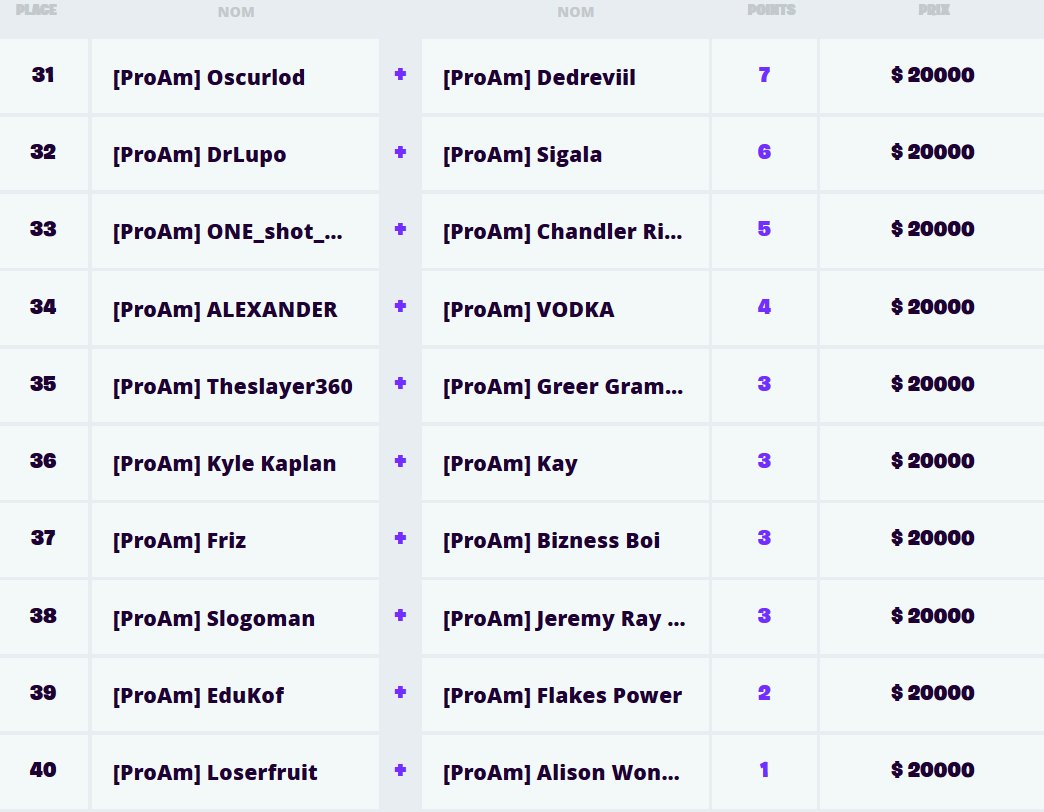 PLACE NOM NOM POINTS PRIX
31 [ProAm] Oscurlod + [ProAm] Dedreviil 7 $ 20000
32 [ProAm] DrLupo + [ProAm] Sigala 6 $ 20000
33 [ProAm] ONE_shot_... + [ProAm] Chandler Ri... 5 $ 20000
34 [ProAm] ALEXANDER + [ProAm] VODKA 4 $ 20000
35 [ProAm] Theslayer360 + [ProAm] Greer Gram... 3 $ 20000
36 [ProAm] Kyle Kaplan + [ProAm] Kay 3 $ 20000
37 [ProAm] Friz + [ProAm] Bizness Boi 3 $ 20000
38 [ProAm] Slogoman + [ProAm] Jeremy Ray ... 3 $ 20000
39 [ProAm] EduKof + [ProAm] Flakes Power 2 $ 20000
40 [ProAm] Loserfruit + [ProAm] Alison Won... 1 $ 20000